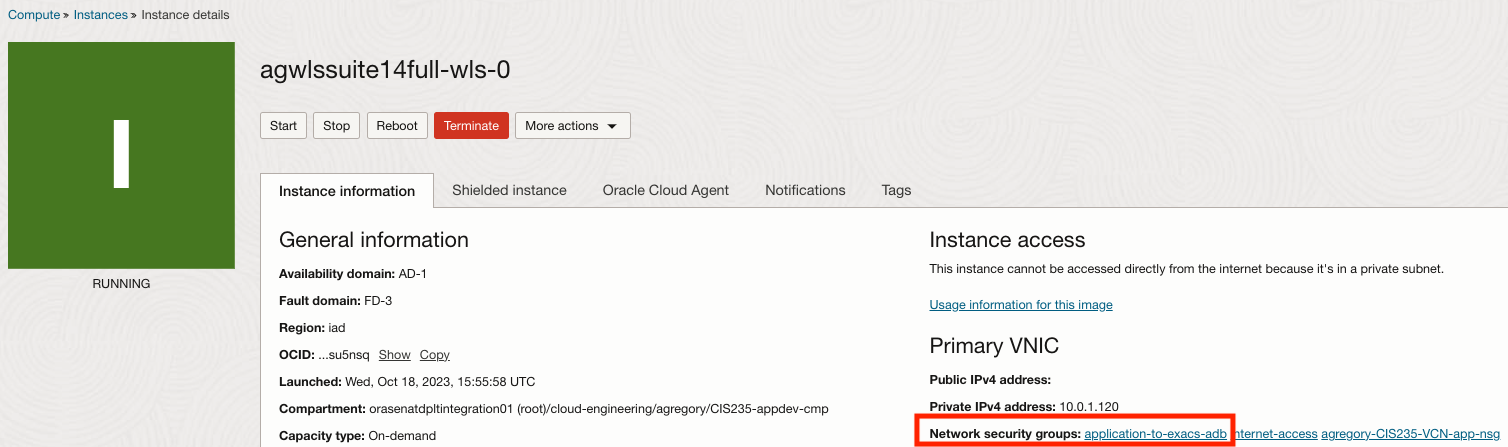 Compute » Instances » Instance details
I
RUNNING
agwlssuite14full-wls-0
Start Stop Reboot Terminate More actions
Instance information Shielded instance Oracle Cloud Agent Notifications Tags
General information
Availability domain: AD-1
Fault domain: FD-3
Region: iad
OCID: ...su5nsq Show Copy
Launched: Wed, Oct 18, 2023, 15:55:58 UTC
Compartment: orasenatdpltintegration01 (root)/cloud-engineering/agregory/CIS235-appdev-cmp
Capacity type: On-demand
Instance access
This instance cannot be accessed directly from the internet because it's in a private subnet.
Usage information for this image
Primary VNIC
Public IPv4 address:
Private IPv4 address: 10.0.1.120
Network security groups: application-to-exacs-adb internet-access agregory-CIS235-VCN-app-nsg